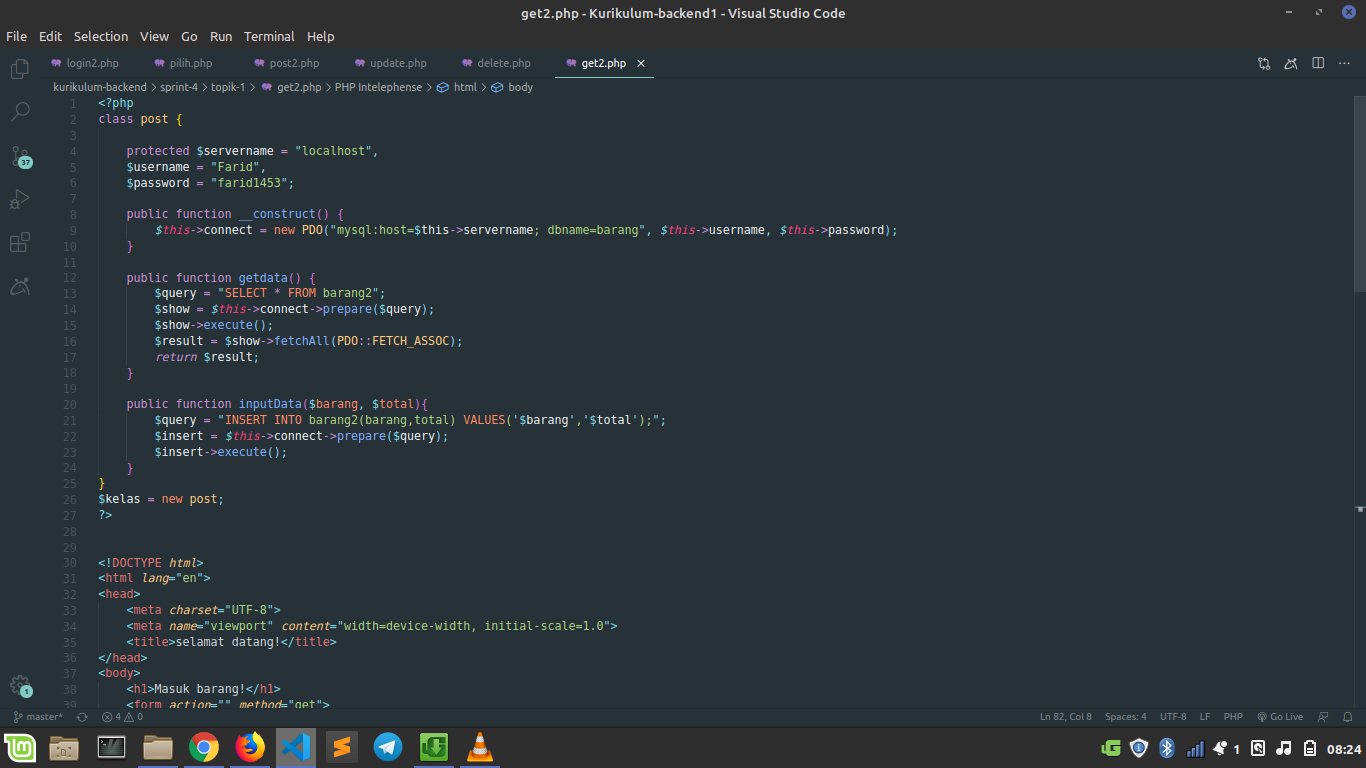 get2.php - Kurikulum-backend1 - Visual Studio Code
File Edit Selection View Go Run Terminal Help
login2.php pilih.php post2.php update.php delete.php get2.php
kurikulum-backend > sprint-4 > topik-1 > get2.php > PHP Intelephense > html > body
1 <?php
2 class post {
3
4 protected $servername = "localhost",
5 $username = "Farid",
6 $password = "farid1453";
7
8 public function __construct() {
9 $this->connect = new PDO("mysql:host=$this->servername; dbname=barang", $this->username, $this->password);
10 }
11
12 public function getdata() {
13 $query = "SELECT * FROM barang2";
14 $show = $this->connect->prepare($query);
15 $show->execute();
16 $result = $show->fetchAll(PDO::FETCH_ASSOC);
17 return $result;
18 }
19
20 public function inputData($barang, $total){
21 $query = "INSERT INTO barang2(barang,total) VALUES('$barang','$total');";
22 $insert = $this->connect->prepare($query);
23 $insert->execute();
24 }
25 }
26 $kelas = new post;
27 ?>
28
29
30 <!DOCTYPE html>
31 <html lang="en">
32 <head>
33 <meta charset="UTF-8">
34 <meta name="viewport" content="width=device-width, initial-scale=1.0">
35 <title>selamat datang!</title>
36 </head>
37 <body>
38 <h1>Masuk barang!</h1>
39 <form action="" method="get">
37
1
master* 4 0 Ln 82, Col 8 Spaces: 4 UTF-8 LF PHP Go Live
1 08:24